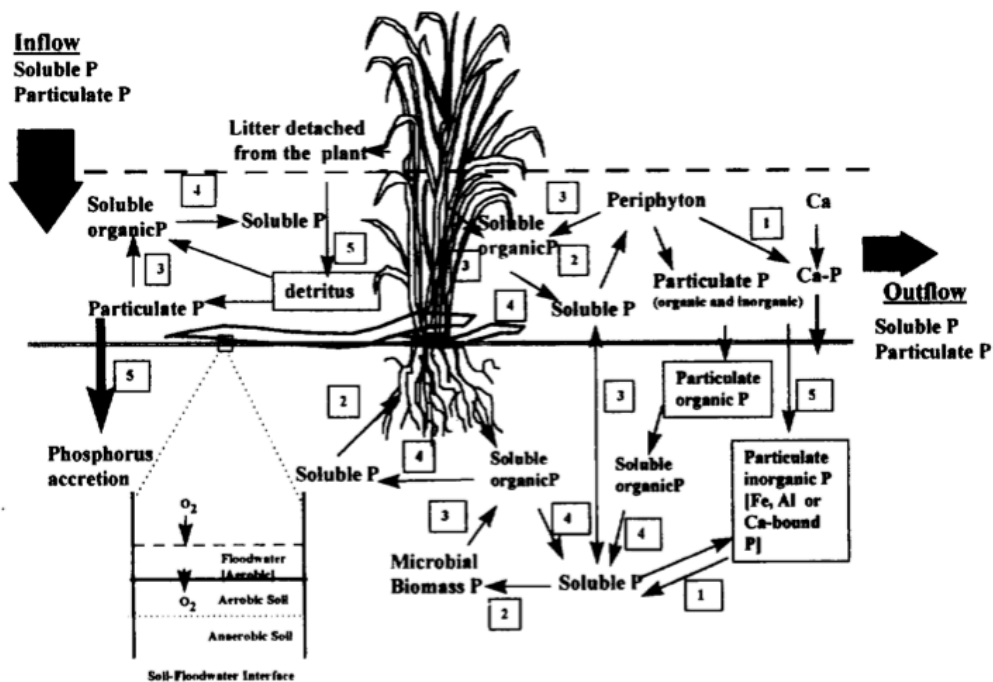 Inflow
Soluble P
Particulate P
Litter detached
from the plant
4
Soluble
organicP
Soluble P
3
5
detritus
Particulate P
3
Periphyton
1
Ca
Soluble
organicP
2
3
Particulate P
(organic and inorganic)
Ca-P
4
Soluble P
Outflow
Soluble P
Particulate P
5
Phosphorus
accretion
2
3
Particulate
organic P
5
Soluble P
4
Soluble
organicP
Soluble
organicP
Particulate
inorganic P
[Fe, Al or
Ca-bound
P]
3
4
4
Microbial
Biomass P
2
Soluble P
1
O2
Floodwater
[Aerobic]
O2
Aerobic Soil
Anaerobic Soil
Soil-Floodwater Interface